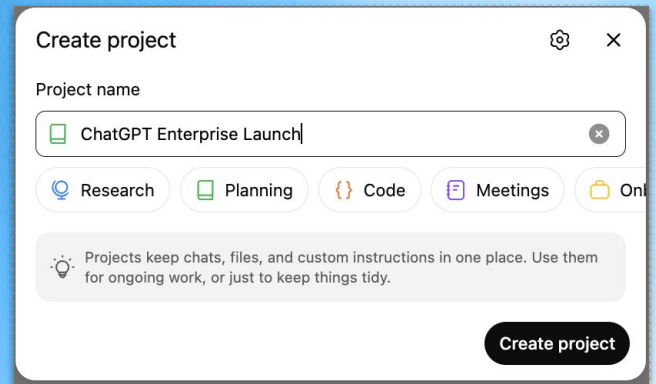 Create project
Project name
ChatGPT Enterprise Launch
Research
Planning
Code
Meetings
Projects keep chats, files, and custom instructions in one place. Use them
for ongoing work, or just to keep things tidy.
Create project